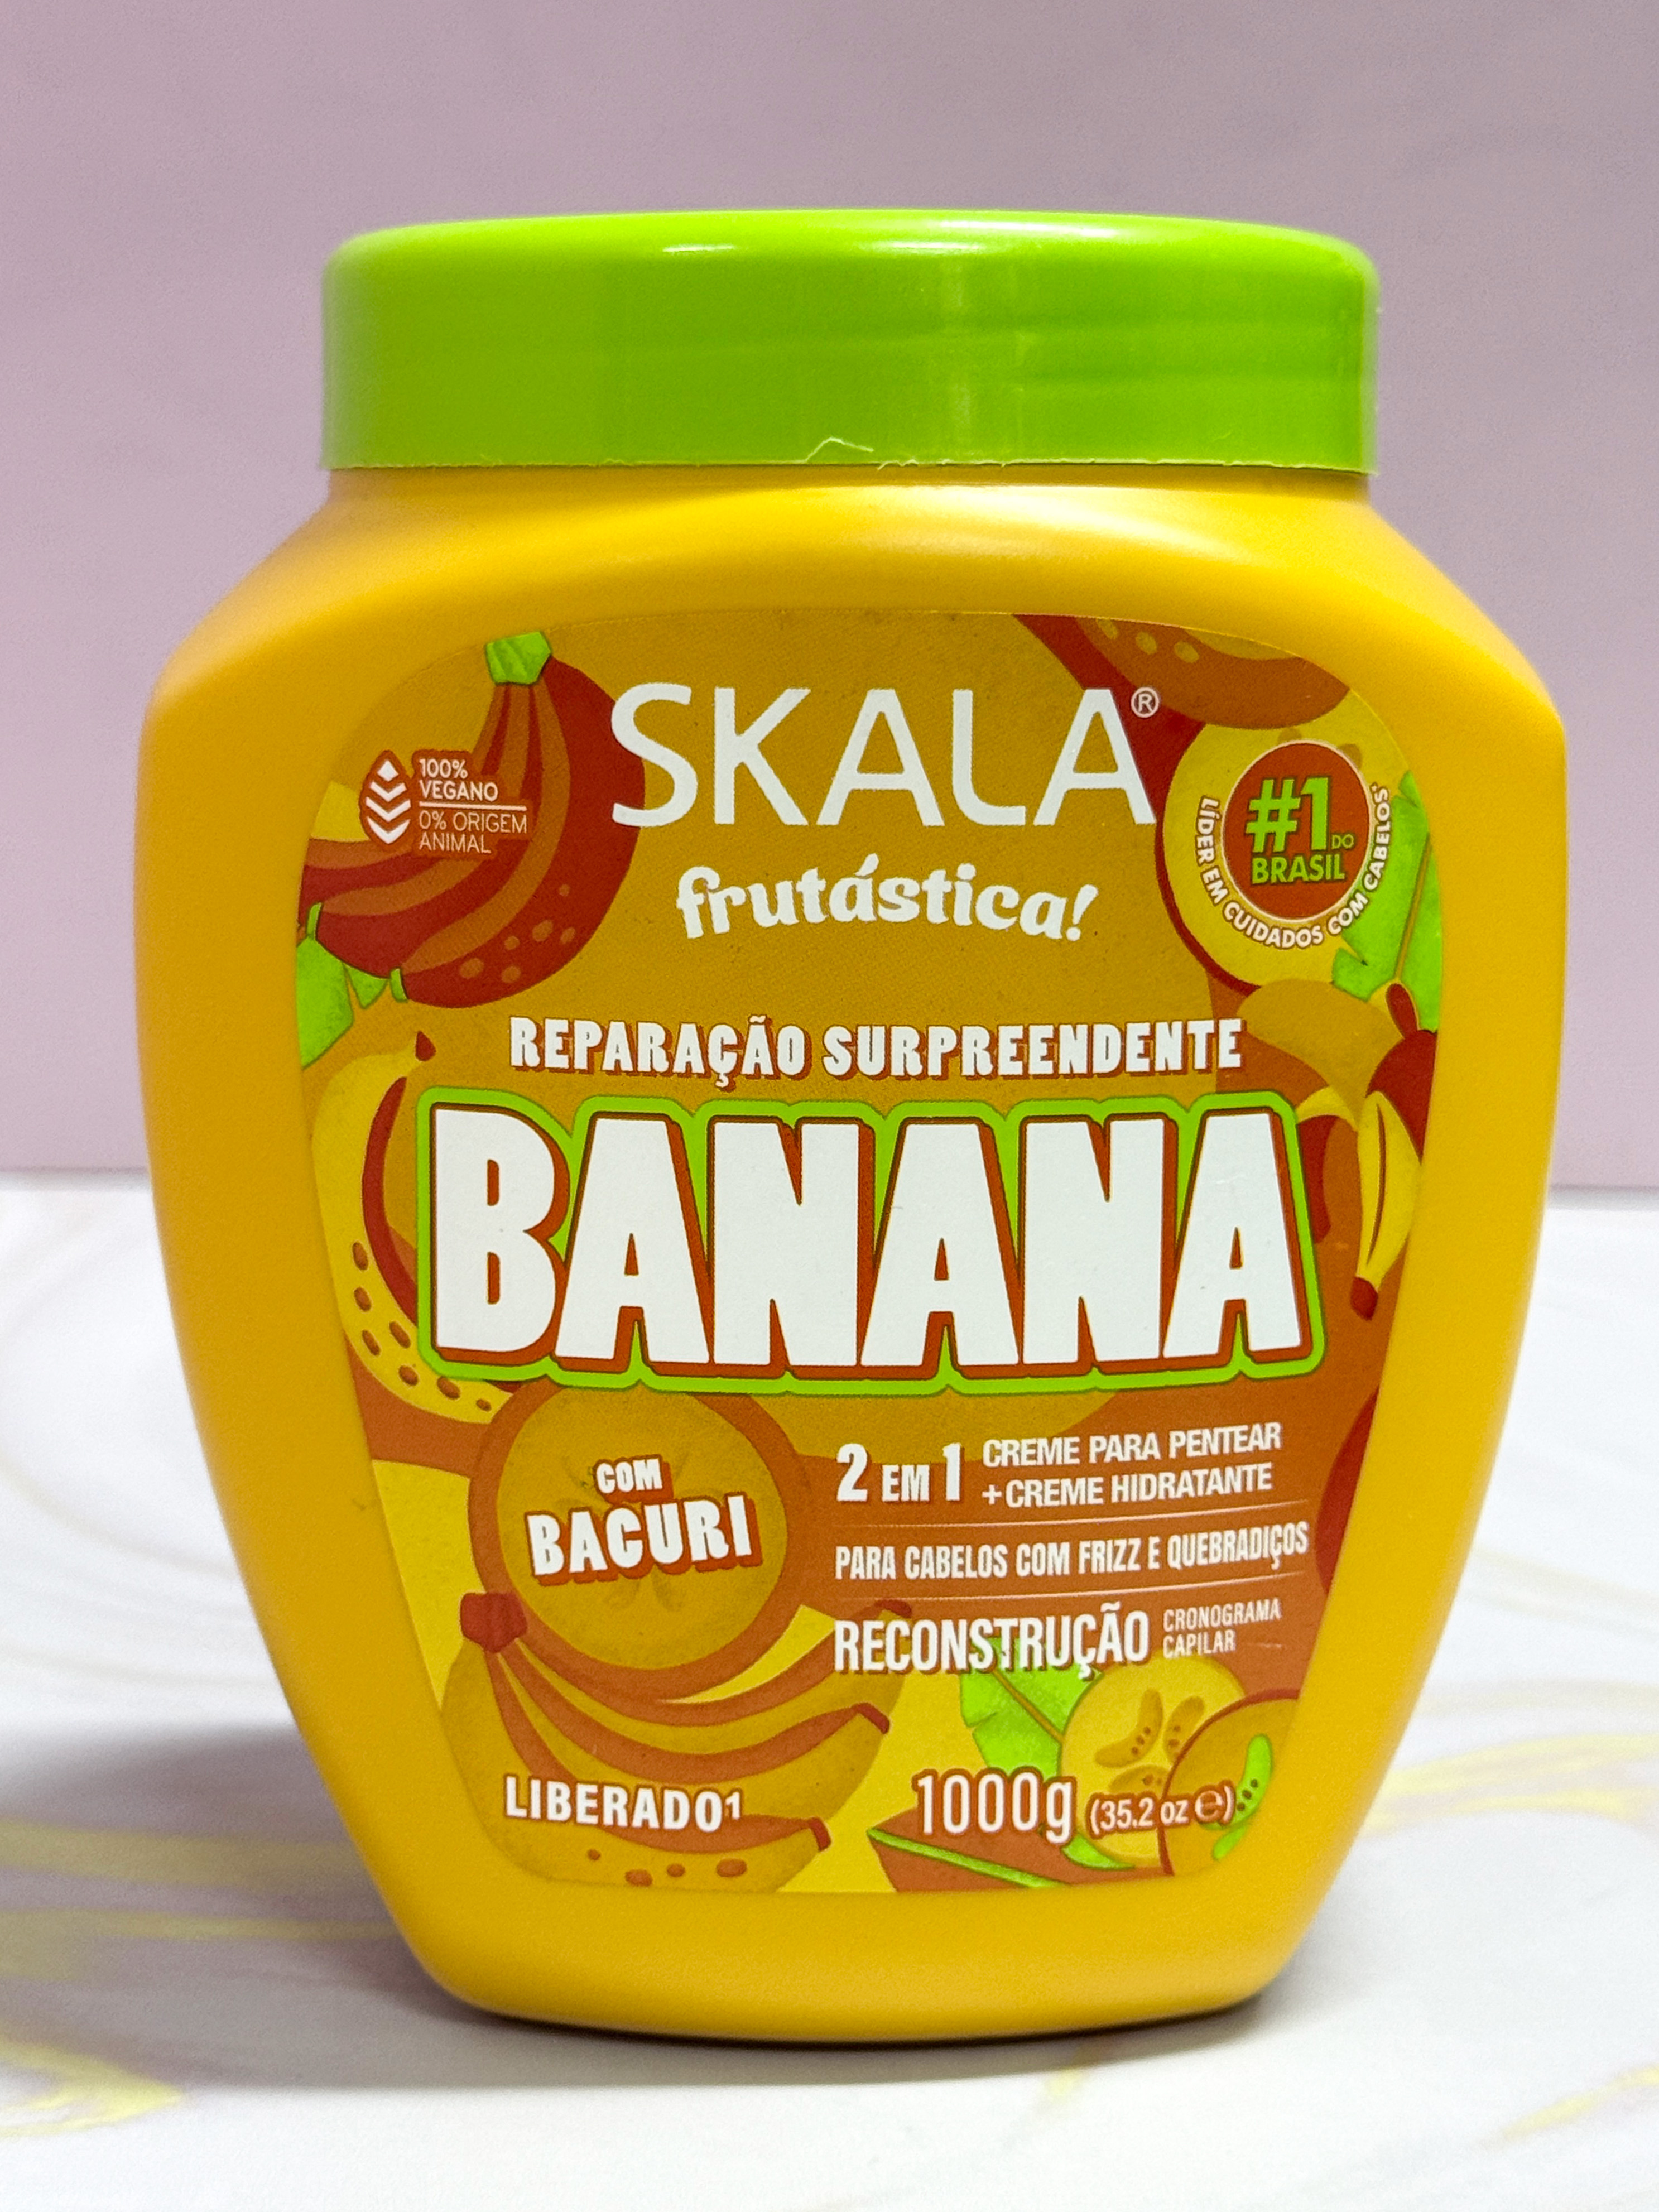 SKALA®
frutástica!
100%
VEGANO
0% ORIGEM
ANIMAL
#1 DO
BRASIL
LÍDER EM CUIDADOS COM CABELOS*
REPARAÇÃO SURPREENDENTE
BANANA
COM
BACURI
2 EM 1 CREME PARA PENTEAR
+CREME HIDRATANTE
PARA CABELOS COM FRIZZ E QUEBRADIÇOS
RECONSTRUÇÃO CRONOGRAMA
CAPILAR
LIBERADO¹
1000g (35.2 oz ℮)